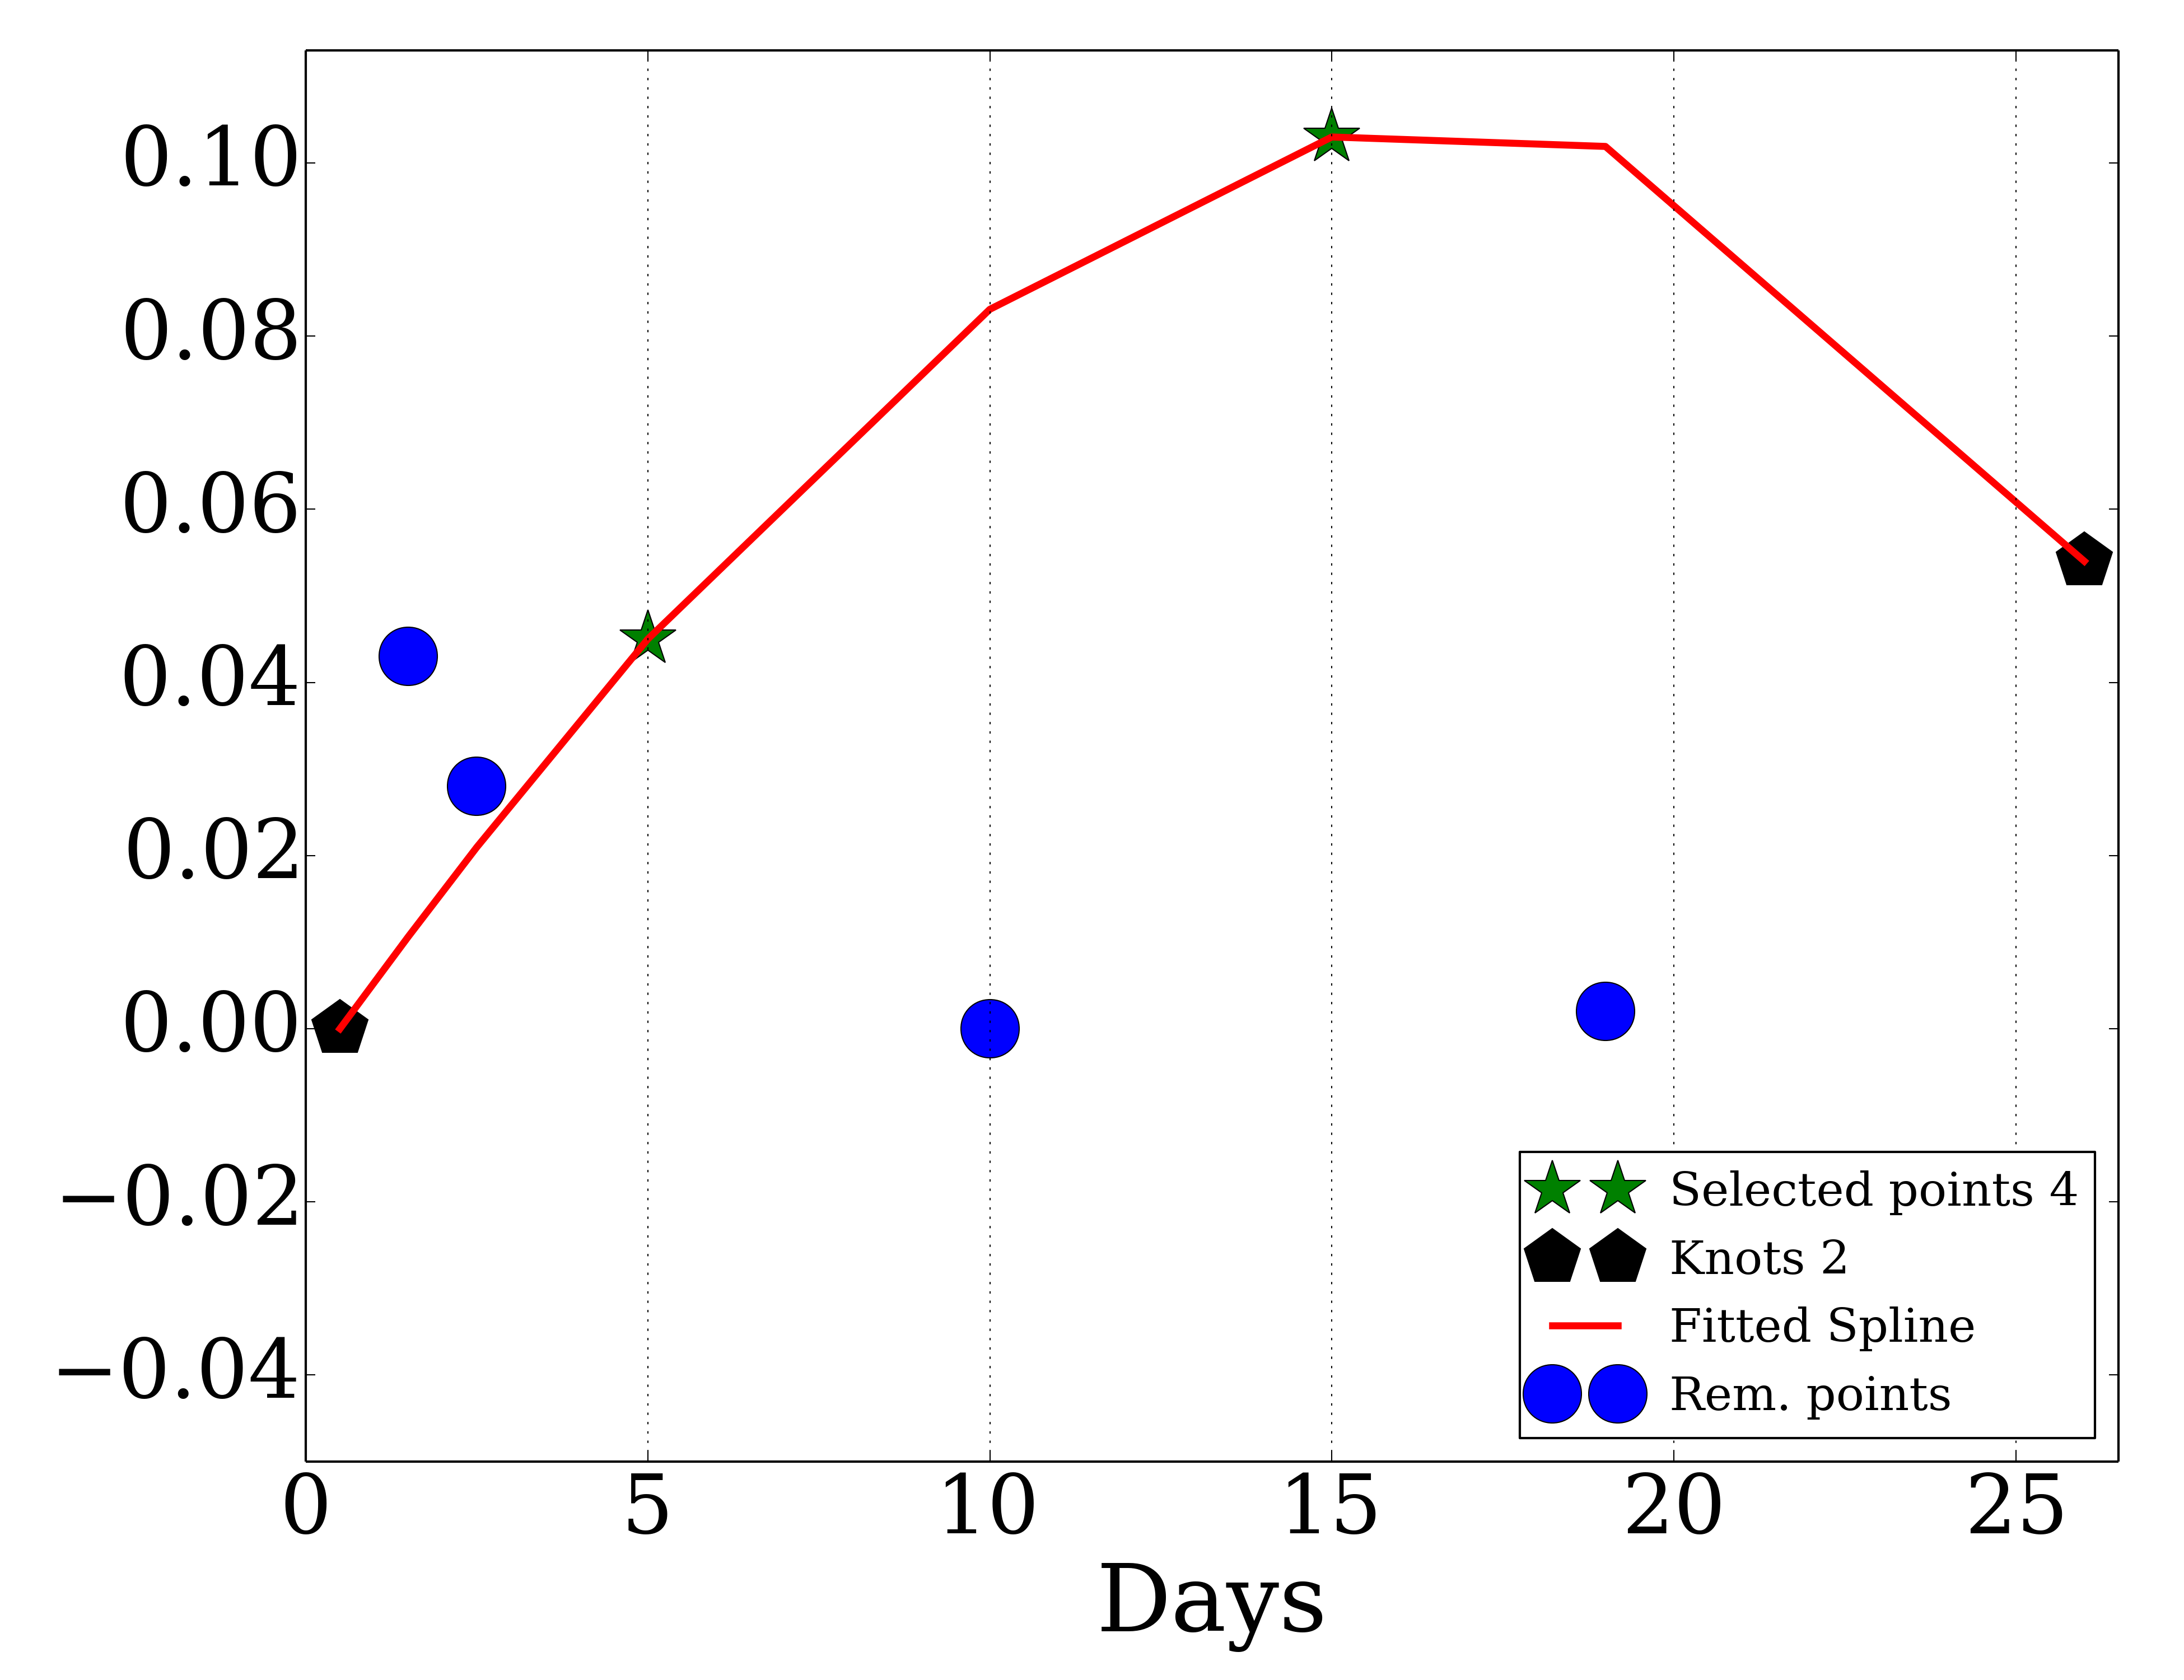 0.10
0.08
0.06
0.04
0.02
0.00
−0.02
−0.04
Selected points 4
Knots 2
Fitted Spline
Rem. points
0 5 10 15 20 25
Days